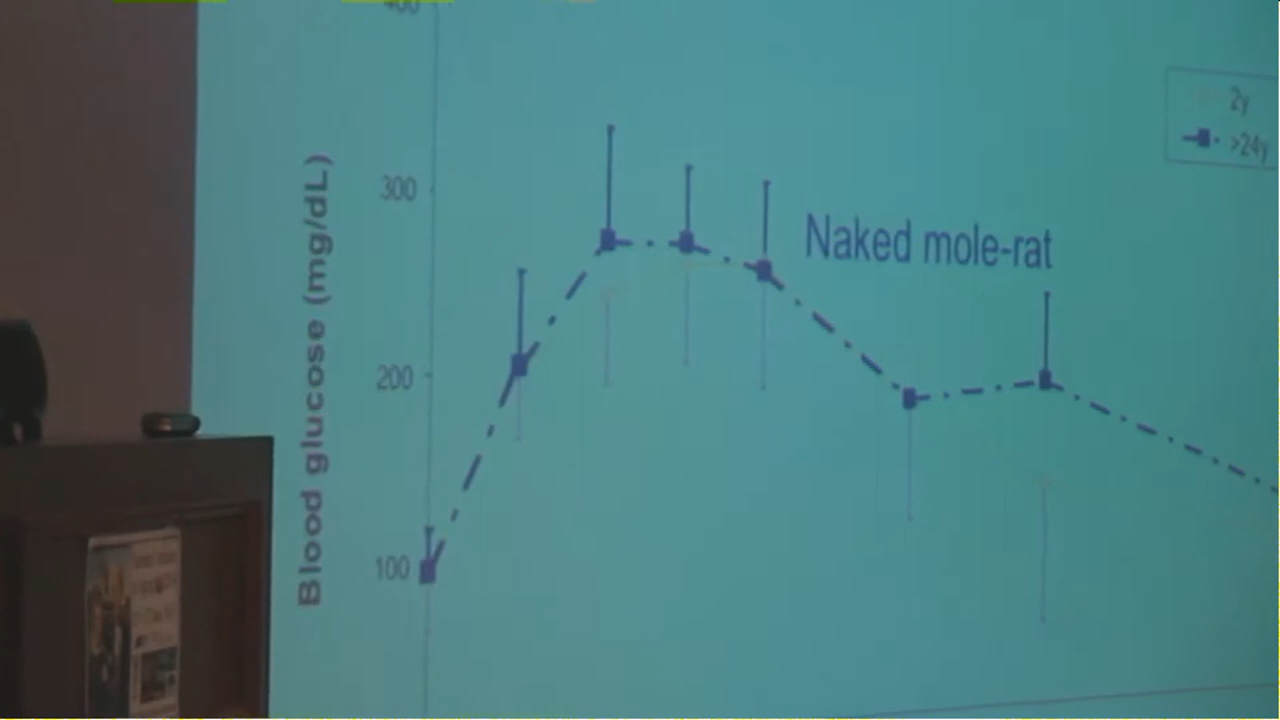 400
2y
>24y
300
Naked mole-rat
200
100
Blood glucose (mg/dL)